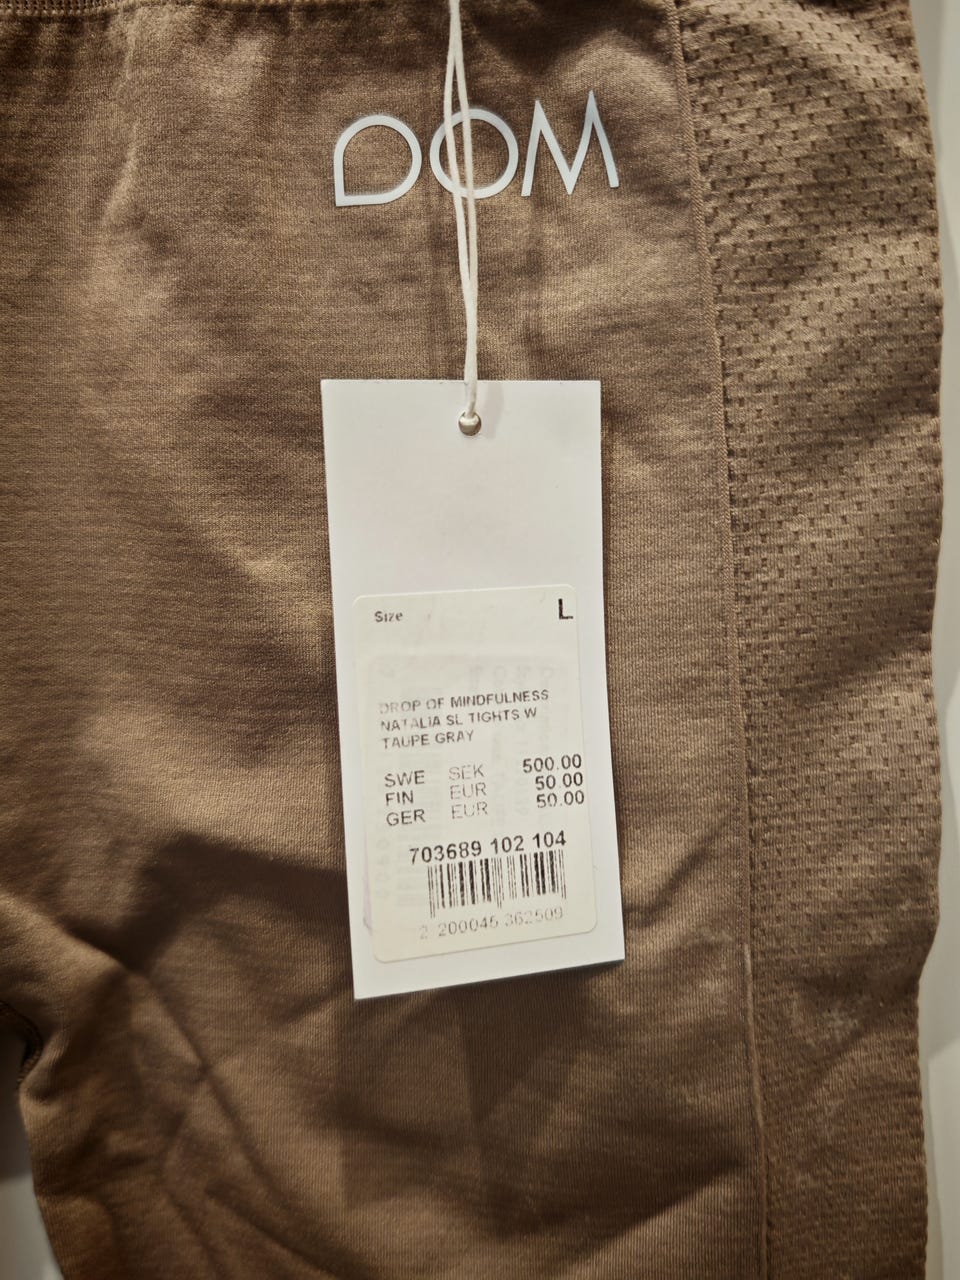 DOM
Size L
DROP OF MINDFULNESS
NATALIA SL TIGHTS W
TAUPE GRAY
SWE SEK 500.00
FIN EUR 50.00
GER EUR 50.00
703689 102 104
2 200045 362509